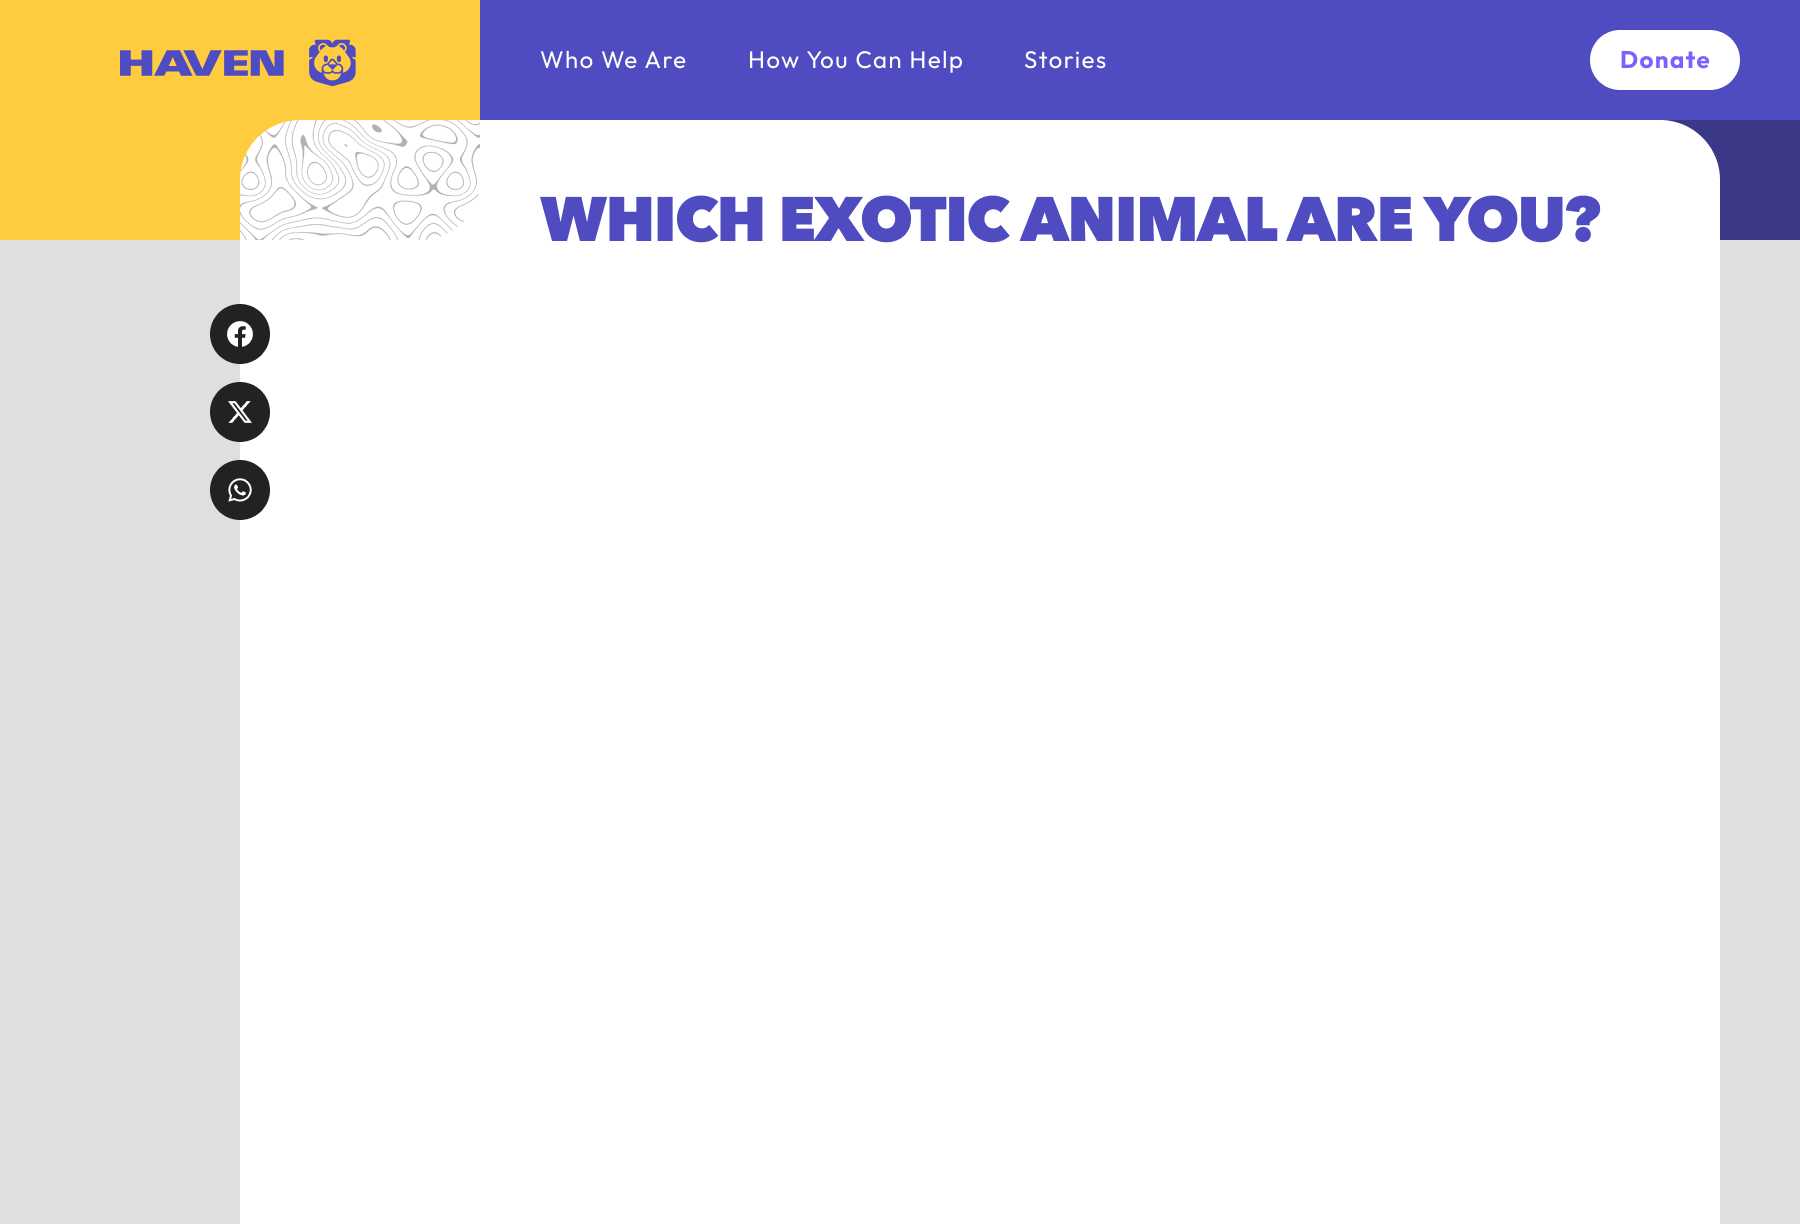 HAVEN
Who We Are
How You Can Help
Stories
Donate
WHICH EXOTIC ANIMAL ARE YOU?